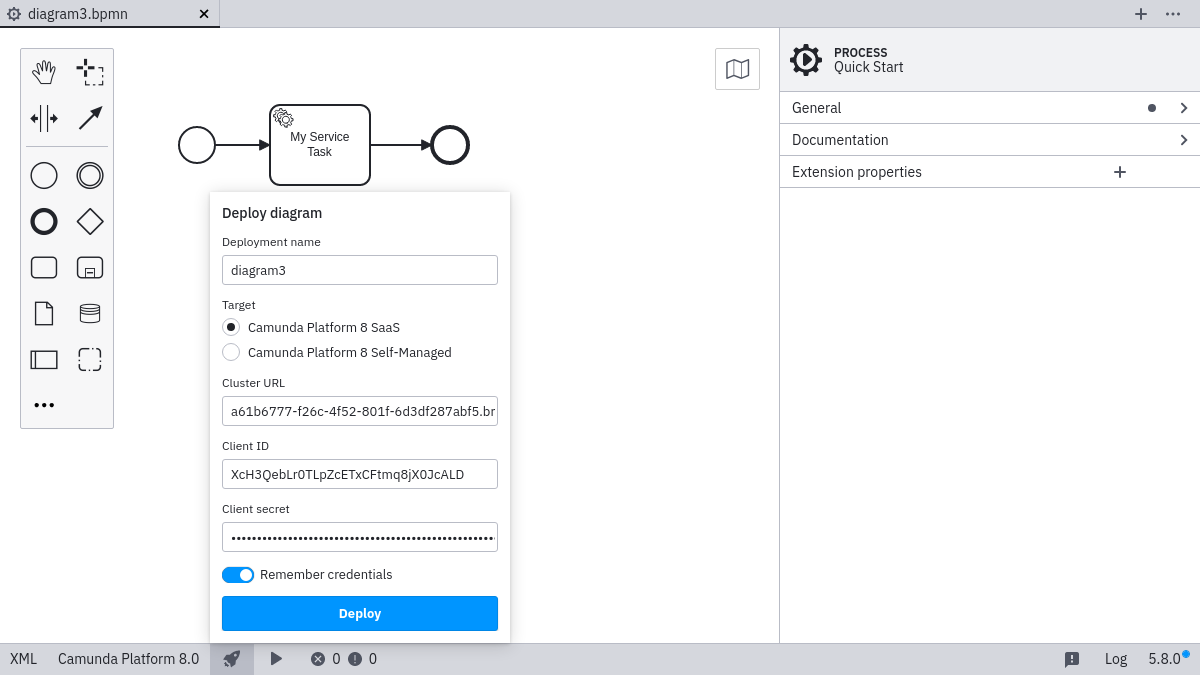 diagram3.bpmn
My Service
Task
Deploy diagram
Deployment name
diagram3
Target
Camunda Platform 8 SaaS
Camunda Platform 8 Self-Managed
Cluster URL
a61b6777-f26c-4f52-801f-6d3df287abf5.br
Client ID
XcH3QebLr0TLpZcETxCFtmq8jX0JcALD
Client secret
Remember credentials
Deploy
PROCESS
Quick Start
General
Documentation
Extension properties
XML Camunda Platform 8.0 0 0 Log 5.8.0